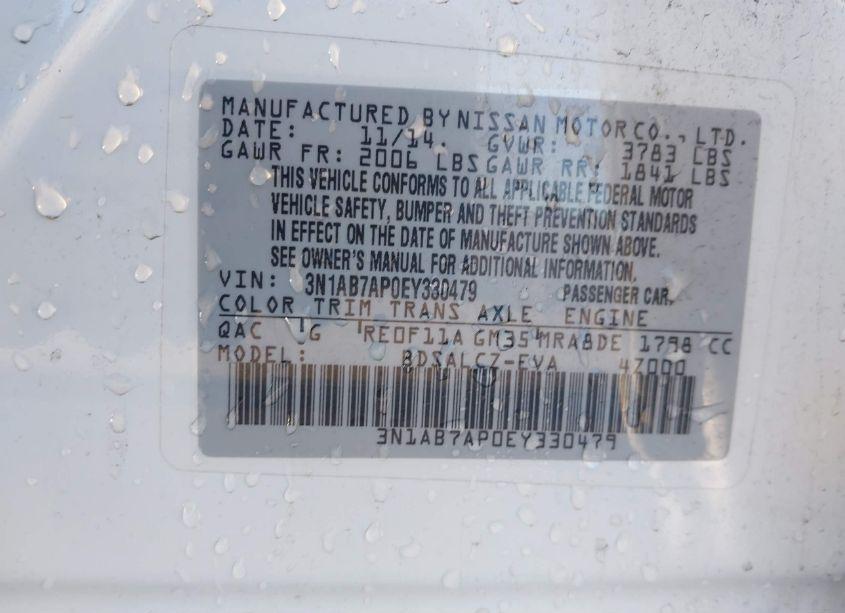 MANUFACTURED BY NISSAN MOTOR CO., LTD.
DATE: 11/14. GVWR: 3783 LBS
GAWR FR: 2006 LBS GAWR RR: 1841 LBS
THIS VEHICLE CONFORMS TO ALL APPLICABLE FEDERAL MOTOR
VEHICLE SAFETY, BUMPER AND THEFT PREVENTION STANDARDS
IN EFFECT ON THE DATE OF MANUFACTURE SHOWN ABOVE.
SEE OWNER'S MANUAL FOR ADDITIONAL INFORMATION.
VIN: 3N1AB7AP0EY330479 PASSENGER CAR
COLOR TRIM TRANS AXLE ENGINE
QAC G RE0F11A GM35 MRA8DE 1798 CC
MODEL: BDSALCZ-EVA 47000
3N1AB7AP0EY330479